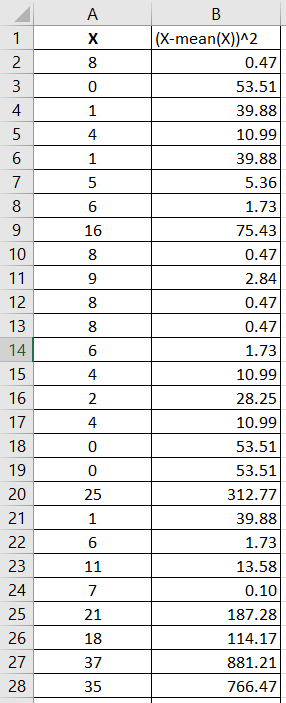 A B
1 X (X-mean(X))^2
2 8 0.47
3 0 53.51
4 1 39.88
5 4 10.99
6 1 39.88
7 5 5.36
8 6 1.73
9 16 75.43
10 8 0.47
11 9 2.84
12 8 0.47
13 8 0.47
14 6 1.73
15 4 10.99
16 2 28.25
17 4 10.99
18 0 53.51
19 0 53.51
20 25 312.77
21 1 39.88
22 6 1.73
23 11 13.58
24 7 0.10
25 21 187.28
26 18 114.17
27 37 881.21
28 35 766.47